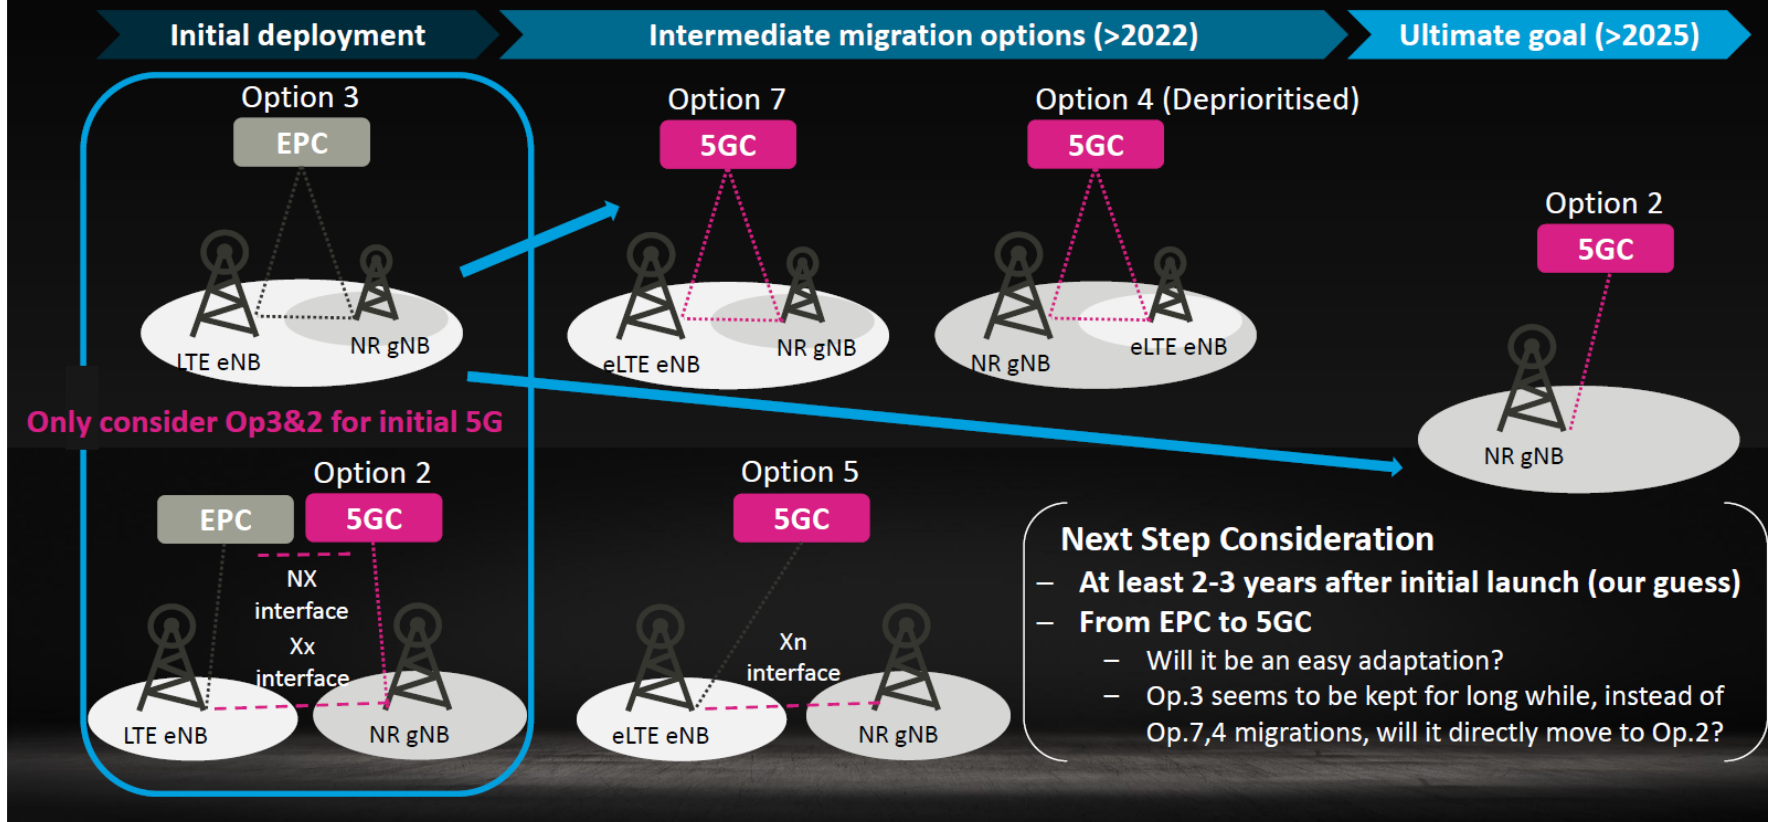 Initial deployment
Intermediate migration options (>2022)
Ultimate goal (>2025)
Option 3
EPC
LTE eNB
NR gNB
Option 7
5GC
eLTE eNB
NR gNB
Option 4 (Deprioritised)
5GC
NR gNB
eLTE eNB
Option 2
5GC
NR gNB
Only consider Op3&2 for initial 5G
Option 2
EPC
5GC
NX
interface
Xx
interface
LTE eNB
NR gNB
Option 5
5GC
Xn
interface
eLTE eNB
NR gNB
Next Step Consideration
– At least 2-3 years after initial launch (our guess)
– From EPC to 5GC
– Will it be an easy adaptation?
– Op.3 seems to be kept for long while, instead of
Op.7,4 migrations, will it directly move to Op.2?